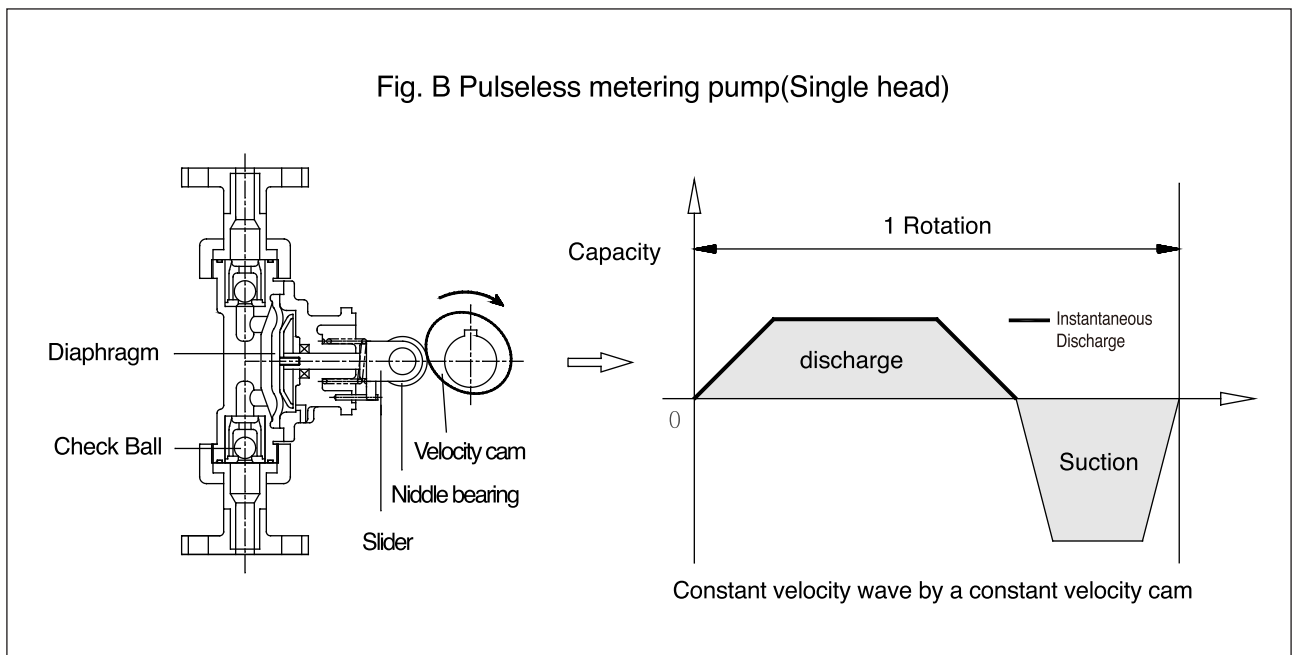 Fig. B Pulseless metering pump(Single head)
Diaphragm
Check Ball
Velocity cam
Niddle bearing
Slider
Capacity
1 Rotation
Instantaneous
Discharge
discharge
0
Suction
Constant velocity wave by a constant velocity cam